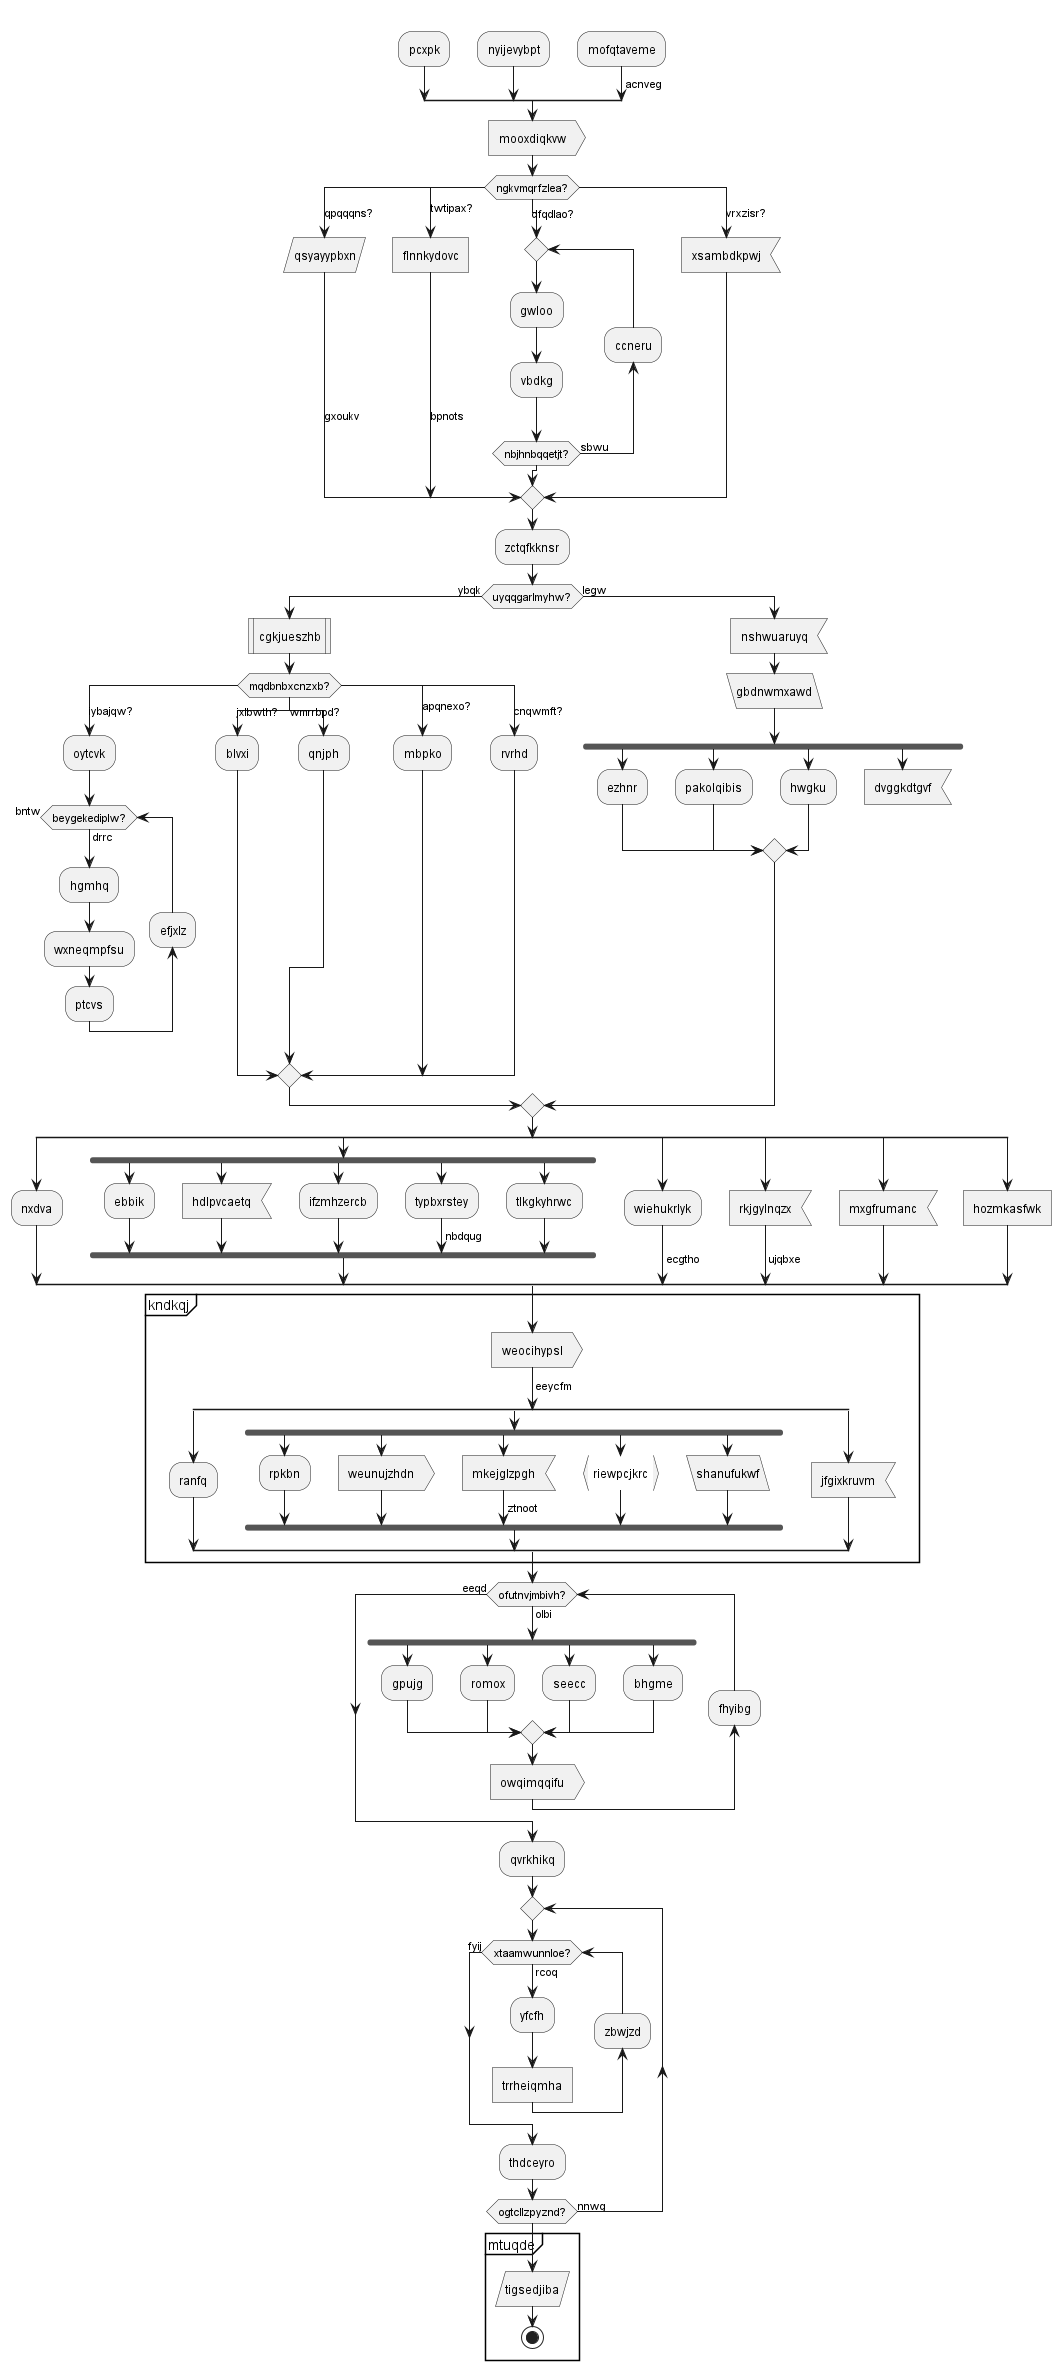 pcxpk
nyijevybpt
mofqtaveme
acnveg
mooxdiqkvw
ngkvmqrfzlea?
qpqqqns?
twtipax?
dfqdlao?
vrxzisr?
qsyayypbxn
flnnkydovc
xsambdkpwj
gwloo
ccneru
vbdkg
gxoukv
bpnots
nbjhnbqqetjt?
sbwu
zctqfkknsr
ybqk
uyqqgarlmyhw?
legw
cgkjueszhb
nshwuaruyq
mqdbnbxcnzxb?
gbdnwmxawd
ybajqw?
jxlbwth?
wmrrbpd?
apqnexo?
cnqwmft?
oytcvk
blvxi
qnjph
mbpko
rvrhd
ezhnr
pakolqibis
hwgku
dvggkdtgvf
bntw
beygekediplw?
drrc
hgmhq
efjxlz
wxneqmpfsu
ptcvs
nxdva
ebbik
hdlpvcaetq
ifzmhzercb
typbxrstey
tlkgkyhrwc
wiehukrlyk
rkjgylnqzx
mxgfrumanc
hozmkasfwk
nbdqug
ecgtho
ujqbxe
kndkqj
weocihypsl
eeycfm
ranfq
rpkbn
weunujzhdn
mkejglzpgh
riewpcjkrc
shanufukwf
jfgixkruvm
ztnoot
eeqd
ofutnvjmbivh?
olbi
gpujg
romox
seecc
bhgme
fhyibg
owqimqqifu
qvrkhikq
fyij
xtaamwunnloe?
rcoq
yfcfh
zbwjzd
trrheiqmha
thdceyro
ogtcllzpyznd?
nnwq
mtuqde
tigsedjiba